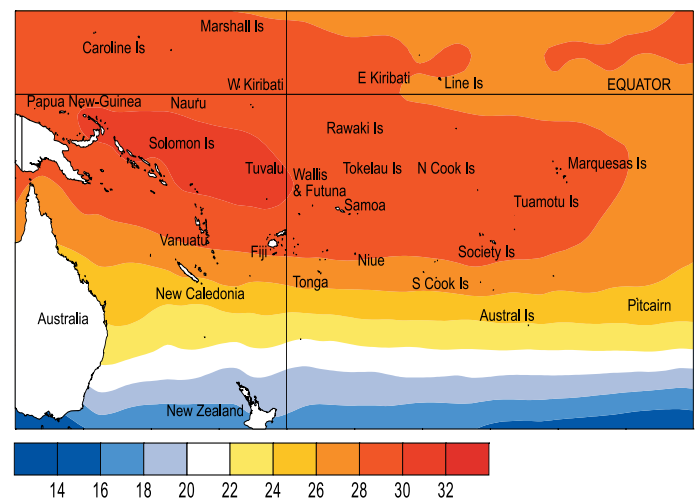 Marshall Is
Caroline Is
W Kiribati
E Kiribati
Line Is
EQUATOR
Papua New-Guinea
Nauru
Rawaki Is
Solomon Is
Tuvalu
Wallis
& Futuna
Tokelau Is
N Cook Is
Marquesas Is
Samoa
Tuamotu Is
Vanuatu
Fiji
Niue
Society Is
Tonga
S Cook Is
New Caledonia
Pitcairn
Australia
Austral Is
New Zealand
14 16 18 20 22 24 26 28 30 32